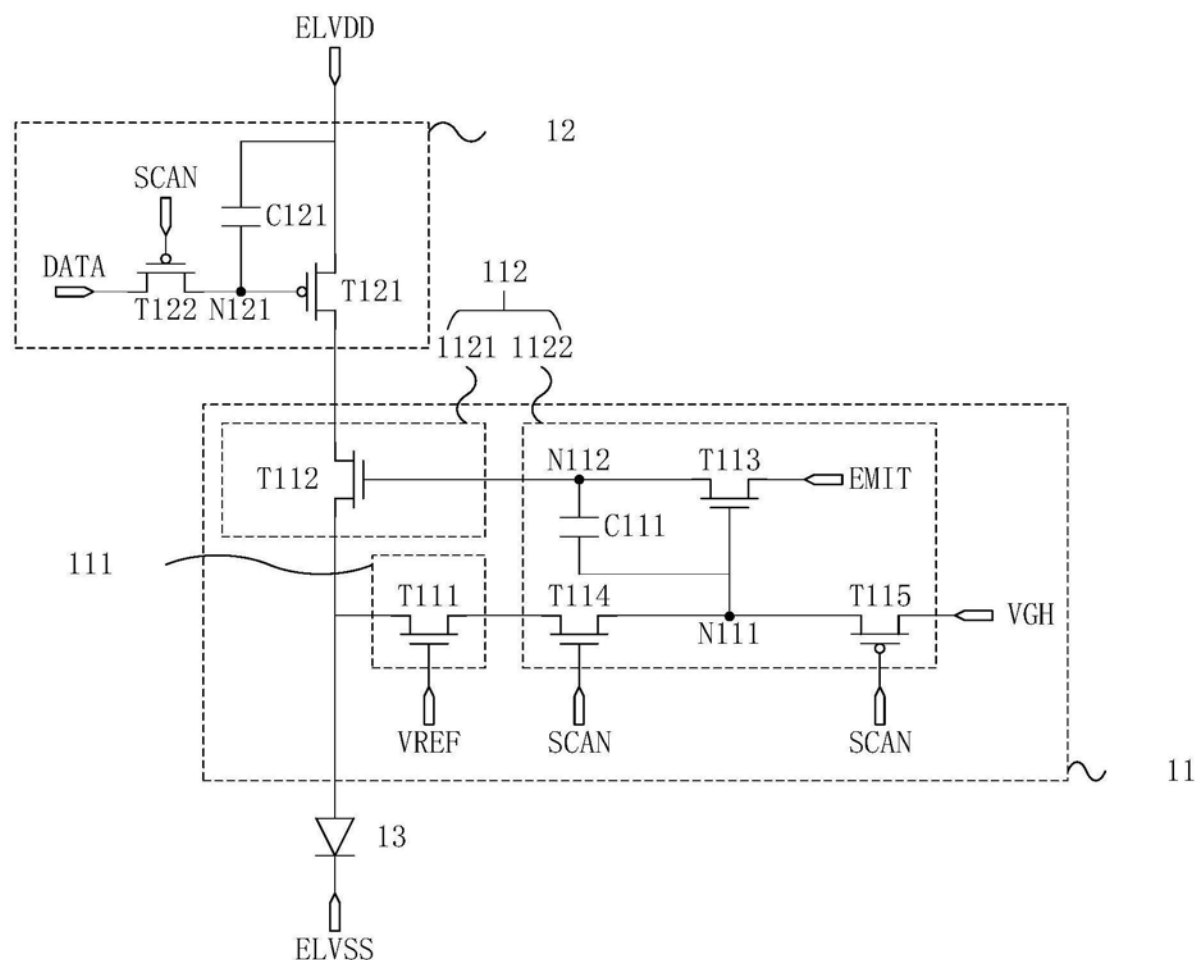 ELVDD
12
SCAN
C121
DATA
T122
N121
T121
112
1121
1122
T112
N112
T113
EMIT
C111
111
T111
T114
N111
T115
VGH
VREF
SCAN
SCAN
11
13
ELVSS